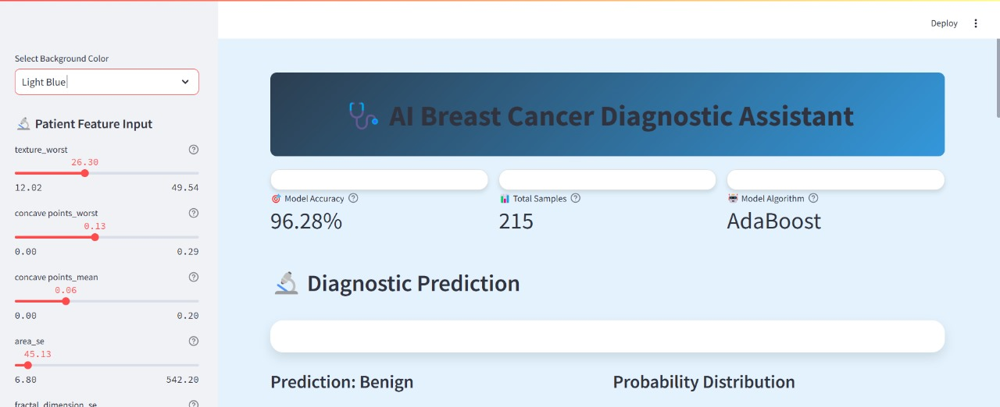 Deploy
Select Background Color
Light Blue
Patient Feature Input
texture_worst
26.30
12.02 49.54
concave points_worst
0.13
0.00 0.29
concave points_mean
0.06
0.00 0.20
area_se
45.13
6.80 542.20
fractal_dimension_se
AI Breast Cancer Diagnostic Assistant
Model Accuracy
96.28%
Total Samples
215
Model Algorithm
AdaBoost
Diagnostic Prediction
Prediction: Benign
Probability Distribution